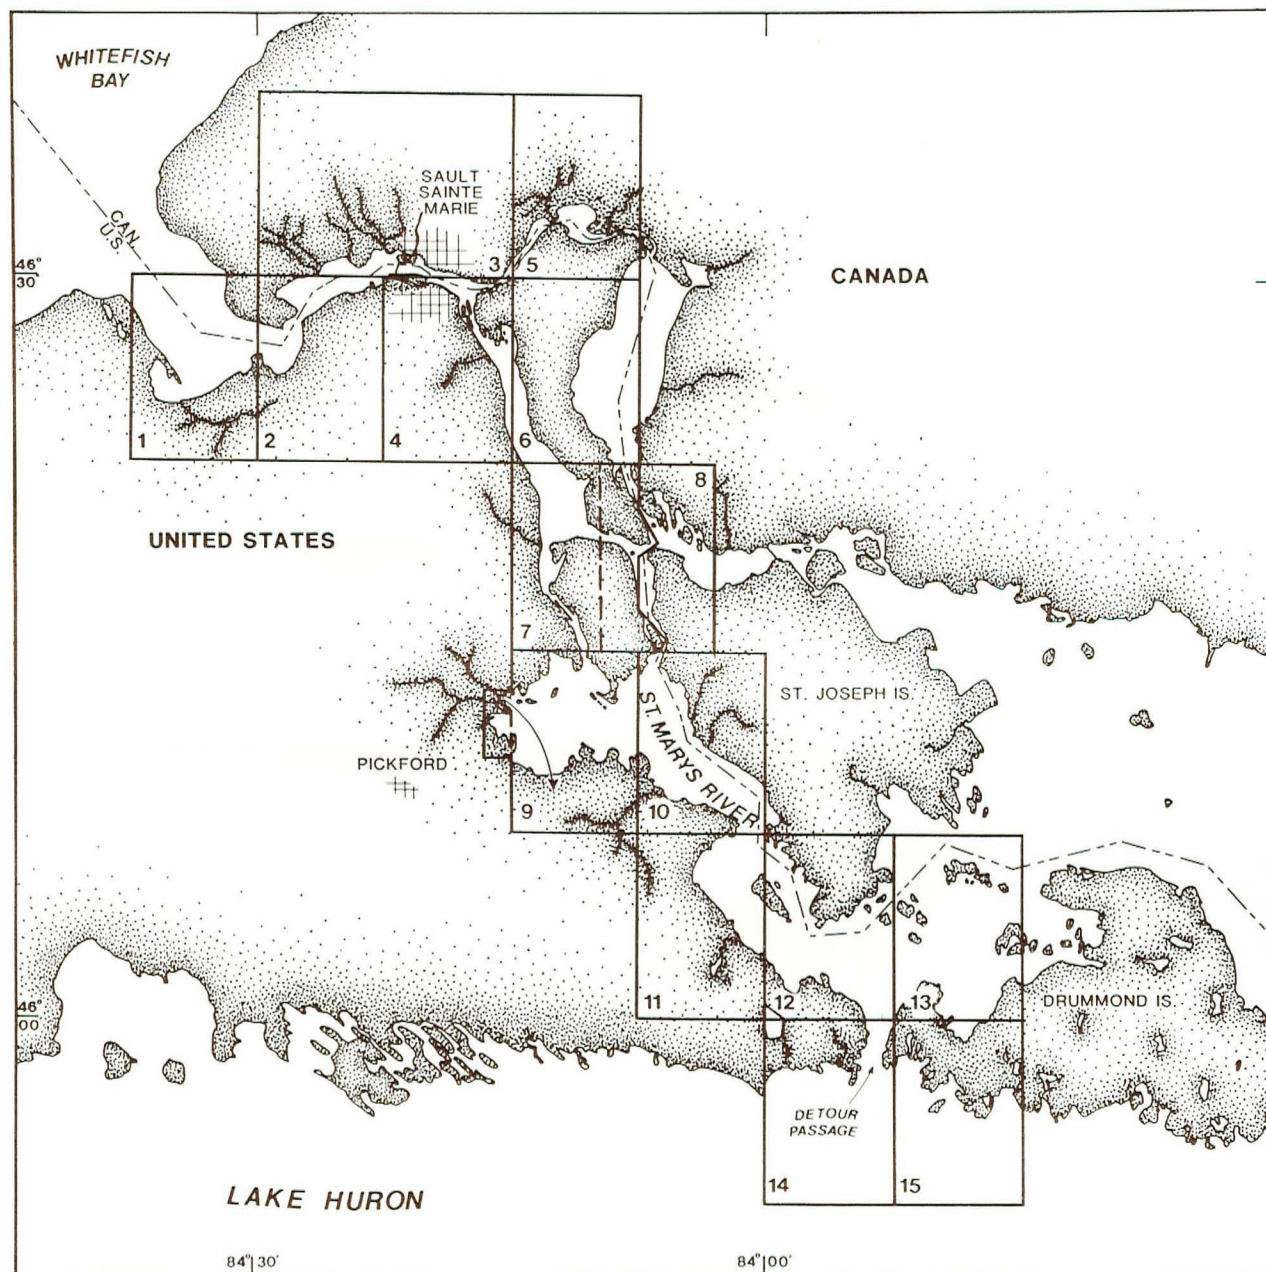 WHITEFISH
BAY
SAULT
SAINTE
MARIE
CAN.
U.S.
46°
30'
3
5
CANADA
1
2
4
6
8
UNITED STATES
7
ST. JOSEPH IS.
ST. MARYS RIVER
PICKFORD
9
10
46°
00'
11
12
13
DRUMMOND IS.
DETOUR
PASSAGE
14
15
LAKE HURON
84° 30'
84° 00'